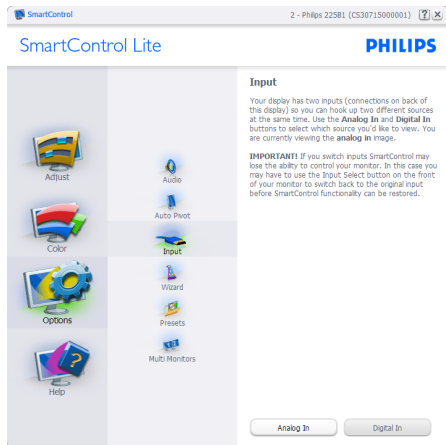 SmartControl
2 - Philips 225B1 (CS30715000001)
SmartControl Lite
PHILIPS
Adjust
Color
Options
Help
Audio
Auto Pivot
Input
Wizard
Presets
Multi Monitors
Input
Your display has two inputs (connections on back of
this display) so you can hook up two different sources
at the same time. Use the Analog In and Digital In
buttons to select which source you'd like to view. You
are currently viewing the analog in image.
IMPORTANT! If you switch inputs SmartControl may
lose the ability to control your monitor. In this case you
may have to use the Input Select button on the front
of your monitor to switch back to the original input
before SmartControl functionality can be restored.
Analog In
Digital In